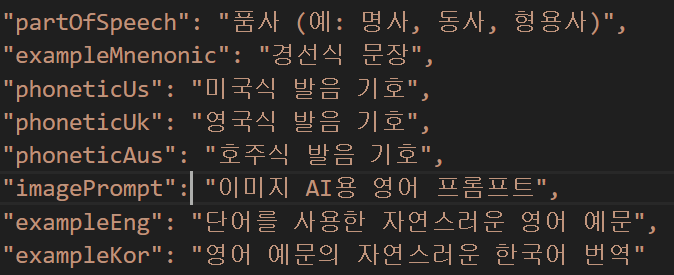 "partOfSpeech": "품사 (예: 명사, 동사, 형용사)",
"exampleMnenonic": "경선식 문장",
"phoneticUs": "미국식 발음 기호",
"phoneticUk": "영국식 발음 기호",
"phoneticAus": "호주식 발음 기호",
"imagePrompt": "이미지 AI용 영어 프롬프트",
"exampleEng": "단어를 사용한 자연스러운 영어 예문",
"exampleKor": "영어 예문의 자연스러운 한국어 번역"